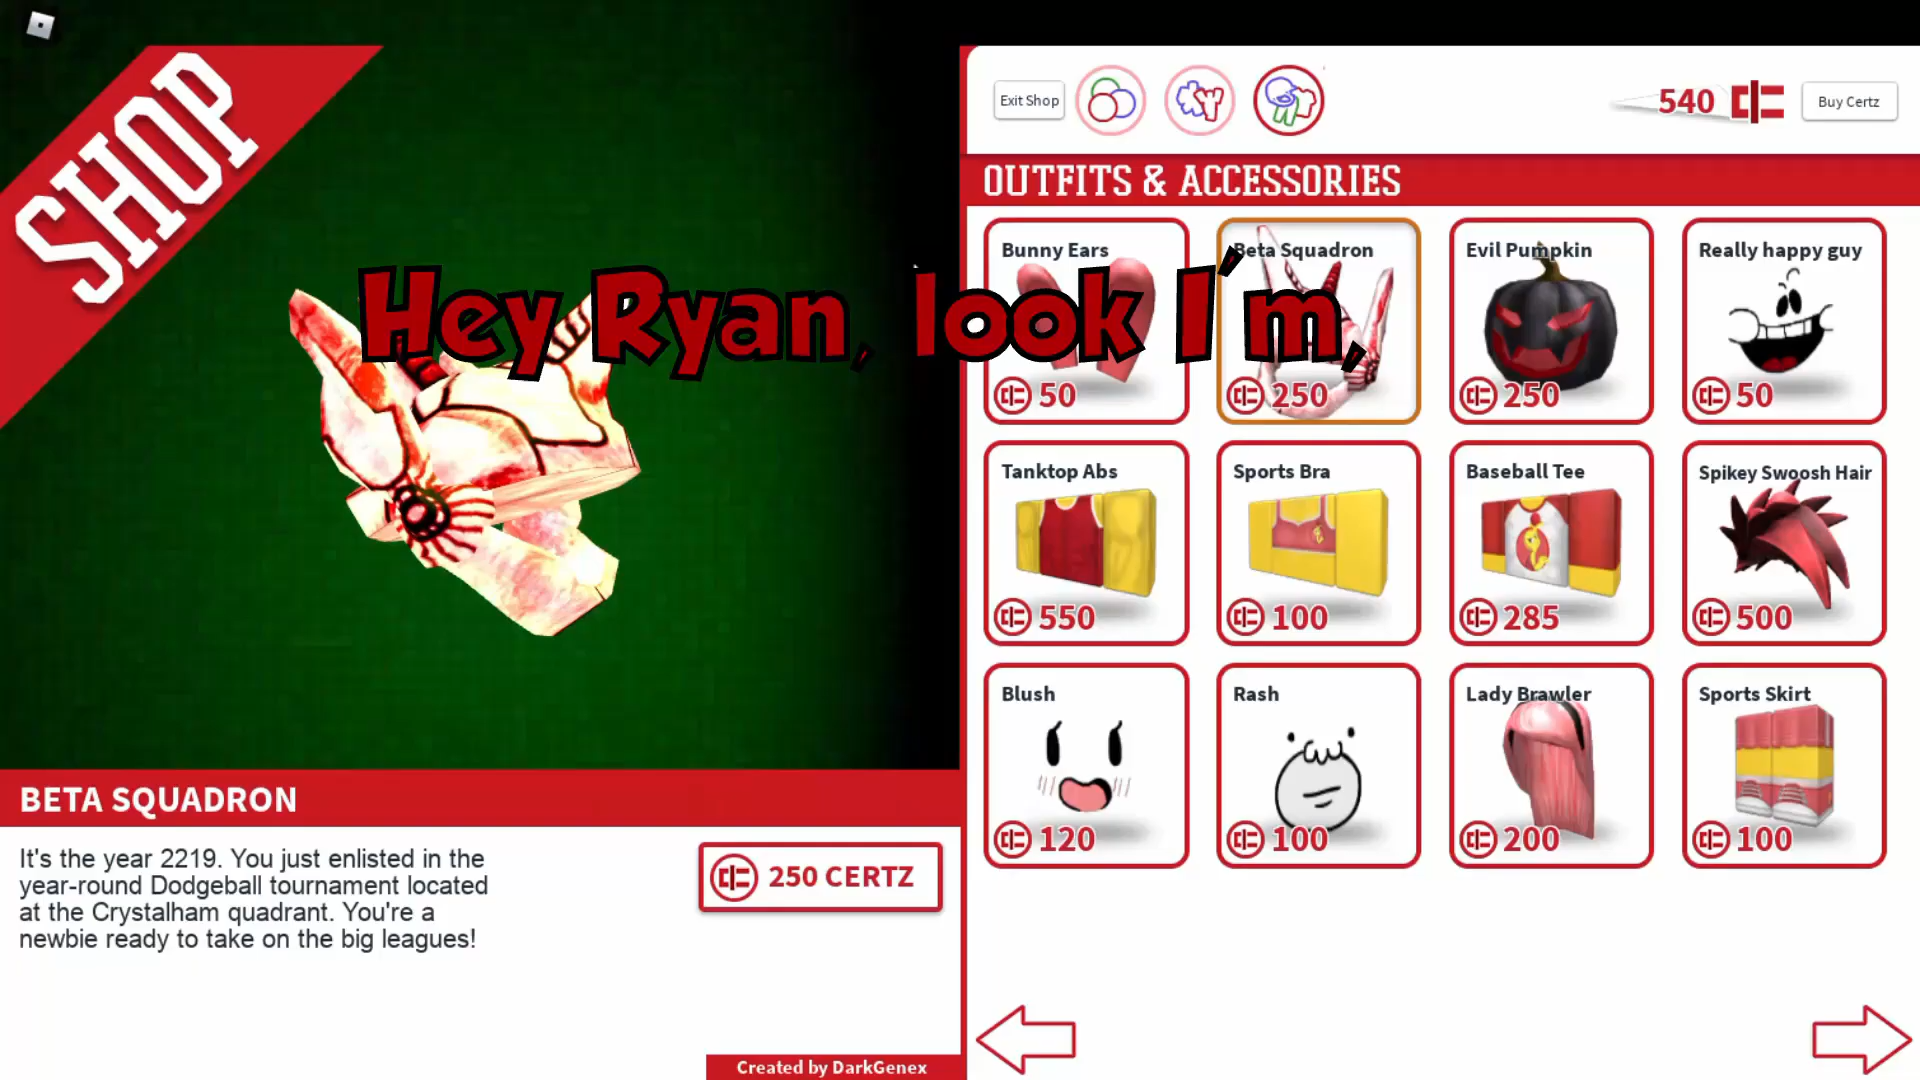 SHOP
Exit Shop
540
Buy Certz
OUTFITS & ACCESSORIES
Bunny Ears
50
Beta Squadron
250
Evil Pumpkin
250
Really happy guy
50
Hey Ryan, look I'm,
Tanktop Abs
550
Sports Bra
100
Baseball Tee
285
Spikey Swoosh Hair
500
Blush
120
Rash
100
Lady Brawler
200
Sports Skirt
100
BETA SQUADRON
It's the year 2219. You just enlisted in the
year-round Dodgeball tournament located
at the Crystalham quadrant. You're a
newbie ready to take on the big leagues!
250 CERTZ
Created by DarkGenex